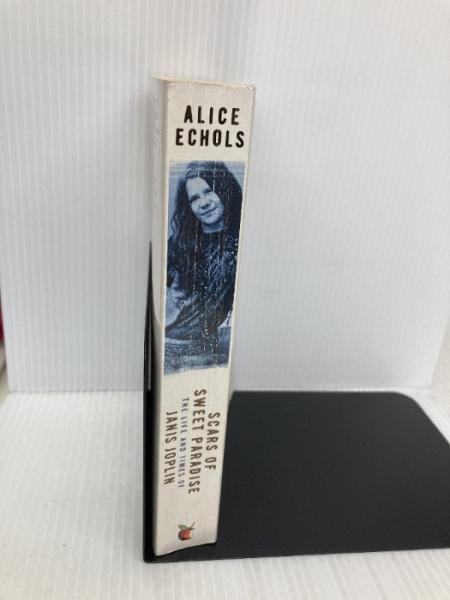 ALICE
ECHOLS
SCARS OF
SWEET PARADISE
THE LIFE AND TIMES OF
JANIS JOPLIN